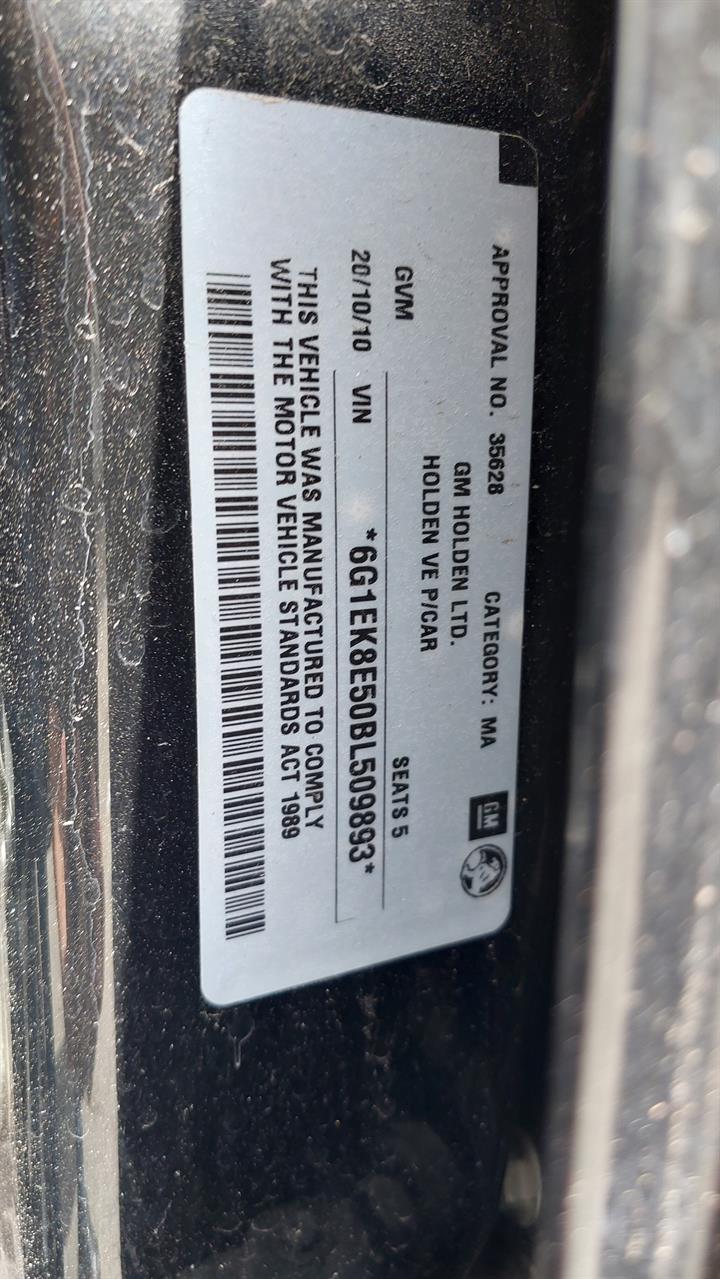 APPROVAL NO. 35628 CATEGORY: MA
GM
GM HOLDEN LTD.
HOLDEN VE P/CAR
GVM SEATS 5
20/10/10 VIN *6G1EK8E50BL509893*
THIS VEHICLE WAS MANUFACTURED TO COMPLY
WITH THE MOTOR VEHICLE STANDARDS ACT 1989